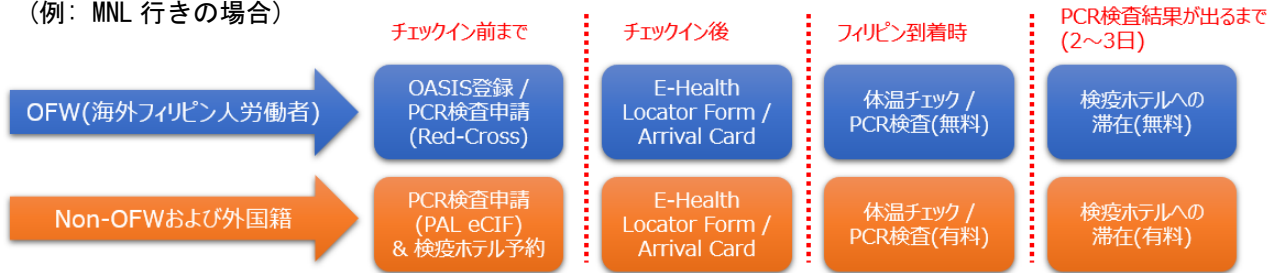 (例: MNL 行きの場合)
チェックイン前まで
チェックイン後
フィリピン到着時
PCR検査結果が出るまで
(2～3日)
OFW(海外フィリピン人労働者)
OASIS登録 /
PCR検査申請
(Red-Cross)
E-Health
Locator Form /
Arrival Card
体温チェック /
PCR検査(無料)
検疫ホテルへの
滞在(無料)
Non-OFWおよび外国籍
PCR検査申請
(PAL eCIF)
& 検疫ホテル予約
E-Health
Locator Form /
Arrival Card
体温チェック /
PCR検査(有料)
検疫ホテルへの
滞在(有料)